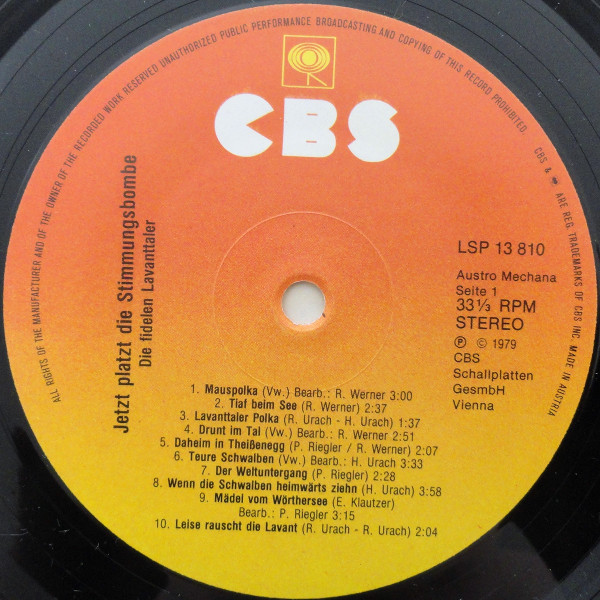 ALL RIGHTS OF THE MANUFACTURER AND OF THE OWNER OF THE RECORDED WORK RESERVED UNAUTHORIZED PUBLIC PERFORMANCE BROADCASTING AND COPYING OF THIS RECORD PROHIBITED.
CBS & ARE REG. TRADEMARKS OF CBS INC. MADE IN AUSTRIA
CBS
Jetzt platzt die Stimmungsbombe
Die fidelen Lavanttaler
LSP 13 810
Austro Mechana
Seite 1
33⅓ RPM
STEREO
Ⓟ © 1979
CBS
Schallplatten
GesmbH
Vienna
1. Mauspolka (Vw.) Bearb.: R. Werner 3:00
2. Tiaf beim See (R. Werner) 2:37
3. Lavanttaler Polka (R. Urach - H. Urach) 1:37
4. Drunt im Tal (Vw.) Bearb.: R. Werner 2:51
5. Daheim in Theißenegg (P. Riegler / R. Werner) 2:07
6. Teure Schwalben (Vw.) Bearb.: H. Urach 3:33
7. Der Weltuntergang (P. Riegler) 2:28
8. Wenn die Schwalben heimwärts ziehn (H. Urach) 3:58
9. Mädel vom Wörthersee (E. Klautzer)
Bearb.: P. Riegler 3:15
10. Leise rauscht die Lavant (R. Urach - R. Urach) 2:04